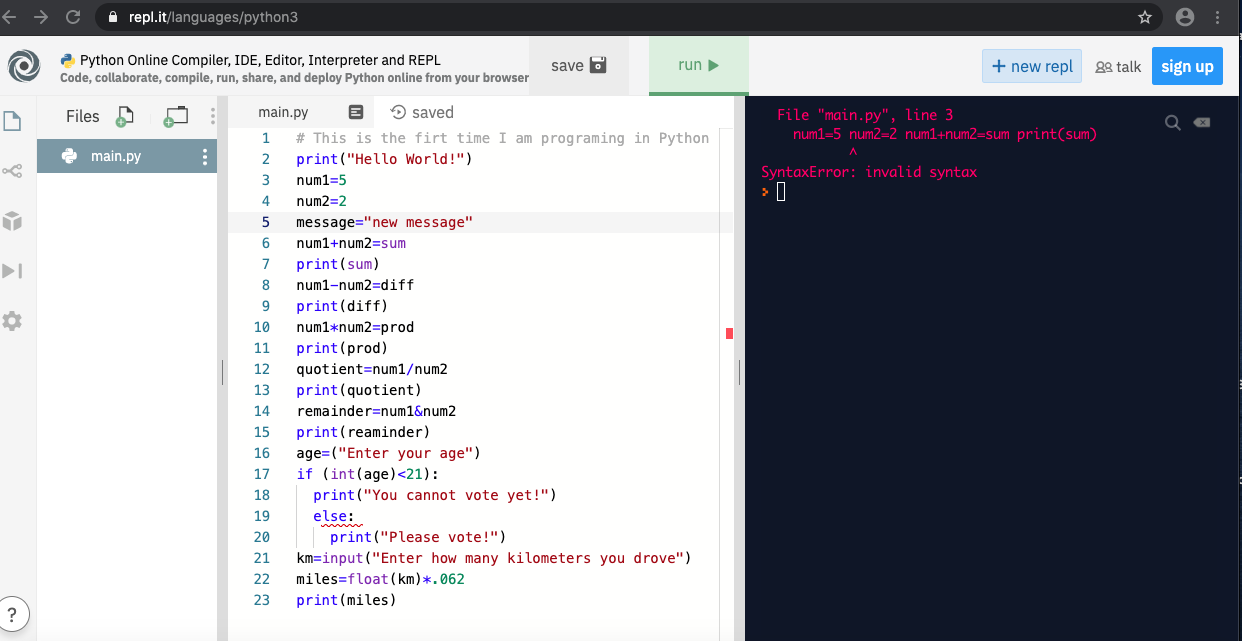 repl.it/languages/python3
Python Online Compiler, IDE, Editor, Interpreter and REPL
Code, collaborate, compile, run, share, and deploy Python online from your browser
save
run
+ new repl
talk
sign up
Files
main.py
main.py
saved
1 # This is the firt time I am programing in Python
2 print("Hello World!")
3 num1=5
4 num2=2
5 message="new message"
6 num1+num2=sum
7 print(sum)
8 num1-num2=diff
9 print(diff)
10 num1*num2=prod
11 print(prod)
12 quotient=num1/num2
13 print(quotient)
14 remainder=num1&num2
15 print(reaminder)
16 age=("Enter your age")
17 if (int(age)<21):
18 print("You cannot vote yet!")
19 else:
20 print("Please vote!")
21 km=input("Enter how many kilometers you drove")
22 miles=float(km)*.062
23 print(miles)
File "main.py", line 3
num1=5 num2=2 num1+num2=sum print(sum)
^
SyntaxError: invalid syntax
?